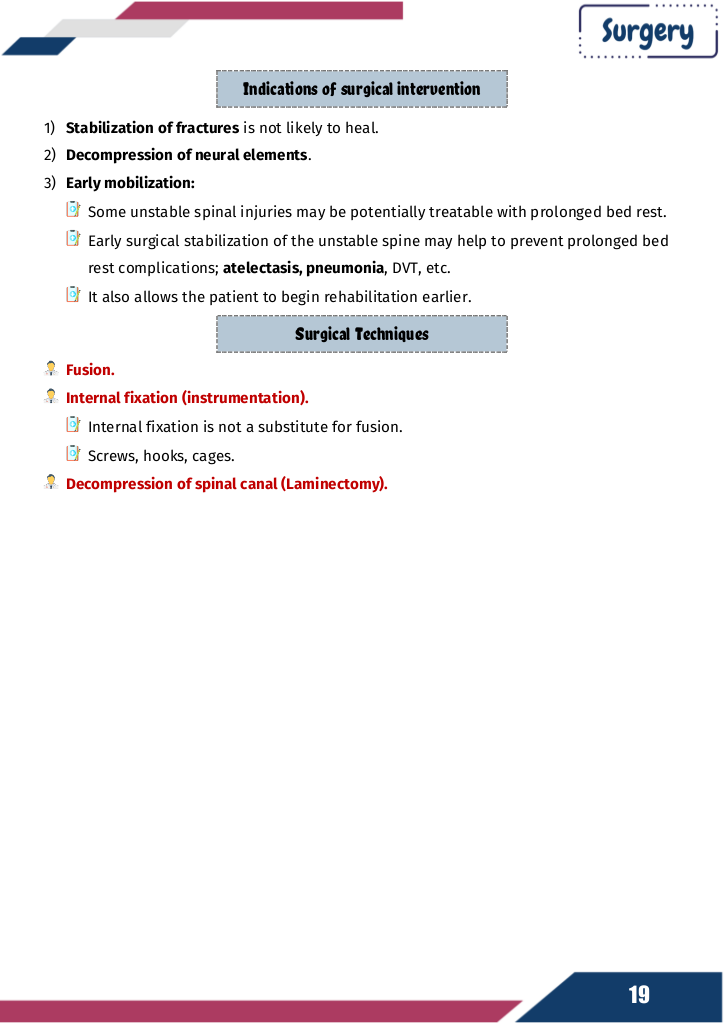 Surgery
Indications of surgical intervention
1) Stabilization of fractures is not likely to heal.
2) Decompression of neural elements.
3) Early mobilization:
Some unstable spinal injuries may be potentially treatable with prolonged bed rest.
Early surgical stabilization of the unstable spine may help to prevent prolonged bed
rest complications; atelectasis, pneumonia, DVT, etc.
It also allows the patient to begin rehabilitation earlier.
Surgical Techniques
Fusion.
Internal fixation (instrumentation).
Internal fixation is not a substitute for fusion.
Screws, hooks, cages.
Decompression of spinal canal (Laminectomy).
19